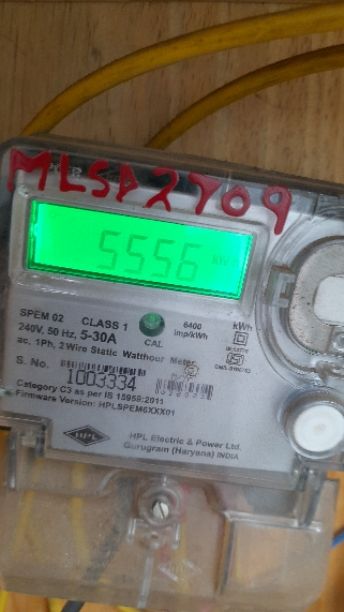 MLSP2709
5556 kWh
SPEM 02 CLASS 1
240V, 50 Hz, 5-30A CAL 6400 imp/kWh kWh
ac, 1Ph, 2 Wire Static Watthour Meter
S. No. 1003334
Category C3 as per IS 15959:2011
Firmware Version: HPLSPEM6XXX01
HPL HPL Electric & Power Ltd.
Gurugram (Haryana) INDIA